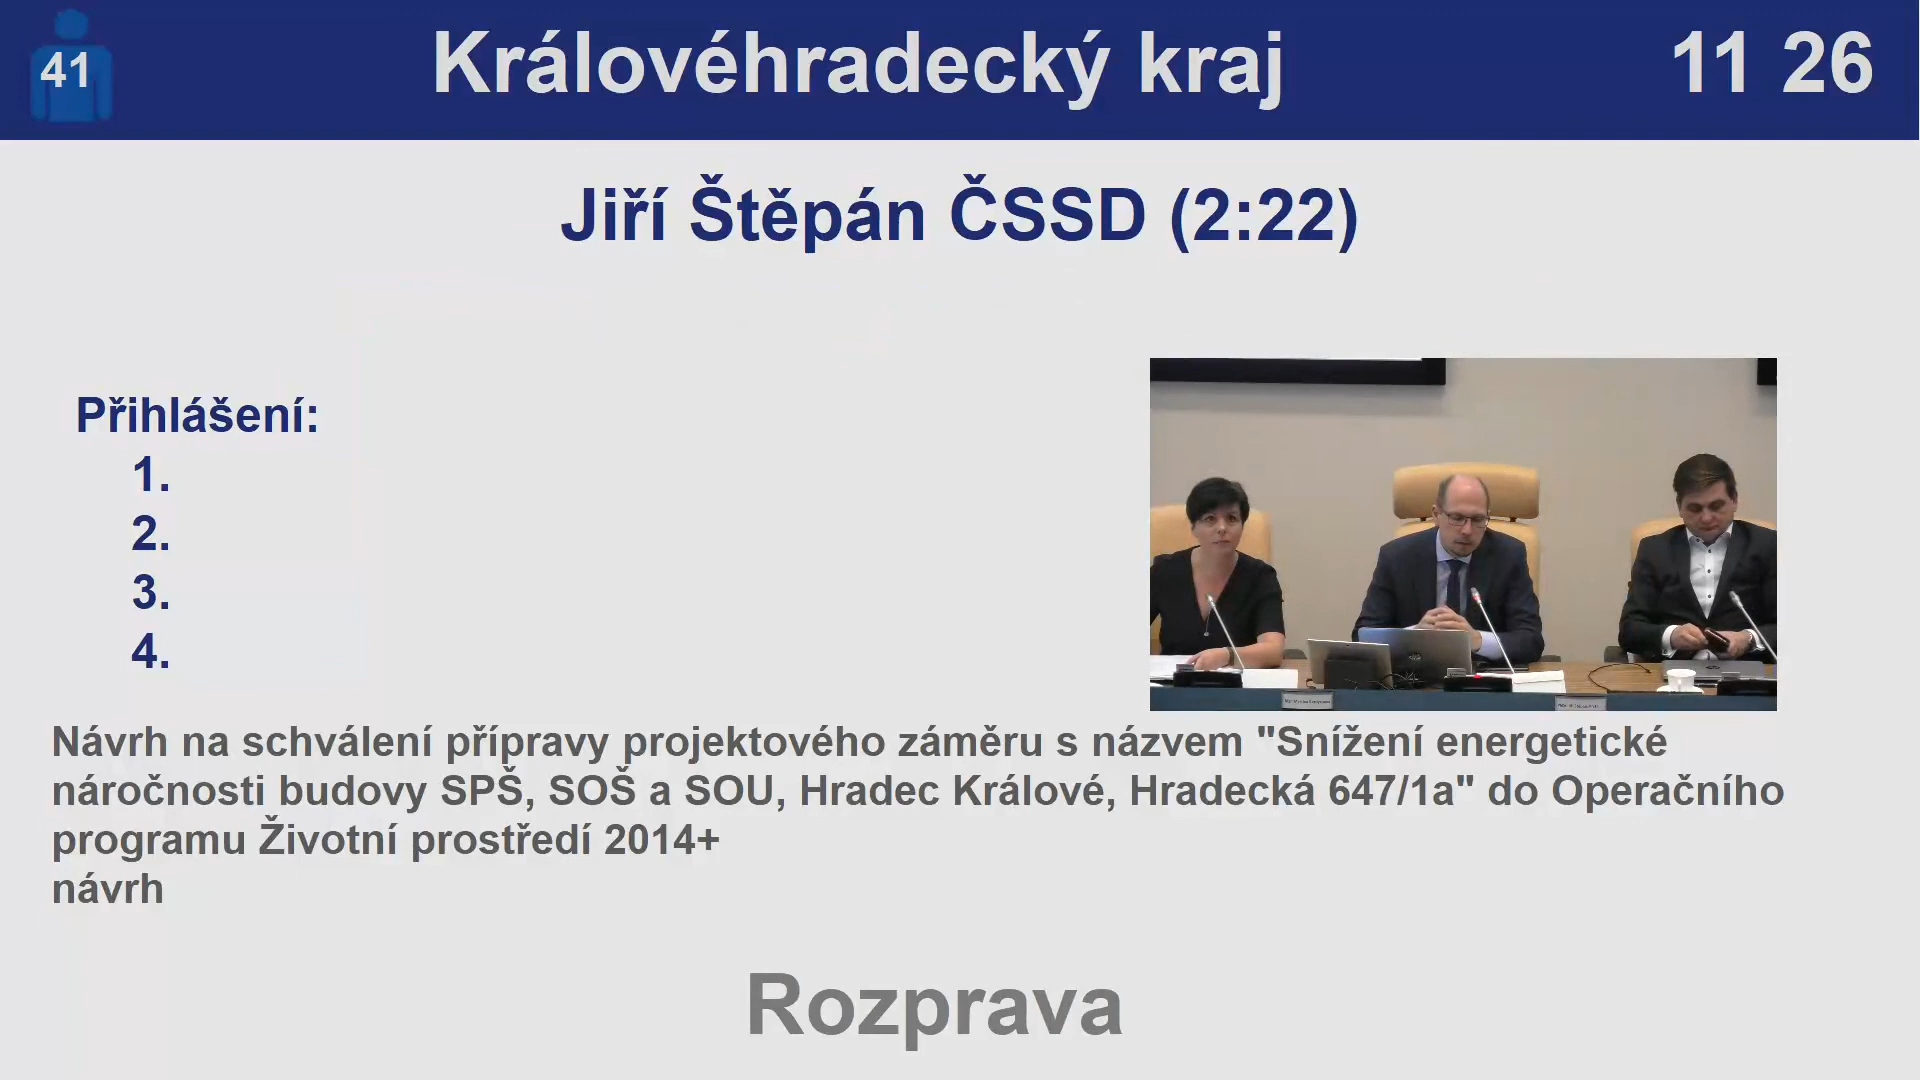 41
Královéhradecký kraj
11 26
Jiří Štěpán ČSSD (2:22)
Přihlášení:
1.
2.
3.
4.
Návrh na schválení přípravy projektového záměru s názvem "Snížení energetické
náročnosti budovy SPŠ, SOŠ a SOU, Hradec Králové, Hradecká 647/1a" do Operačního
programu Životní prostředí 2014+
návrh
Rozprava